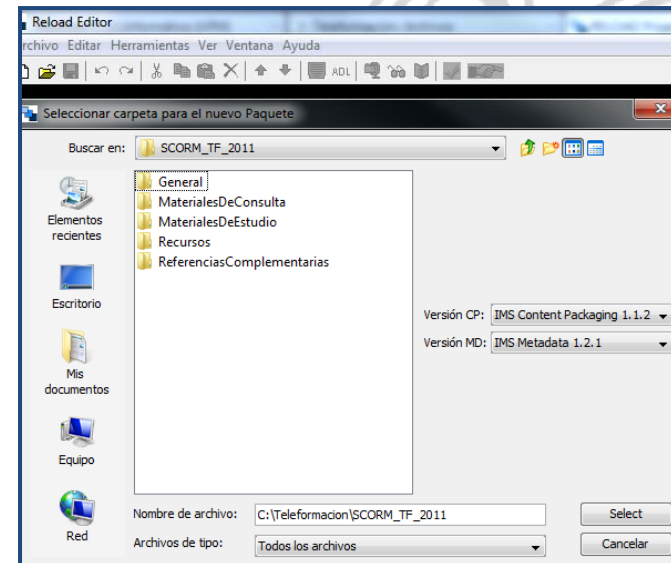 Reload Editor
rchivo Editar Herramientas Ver Ventana Ayuda
ADL
Seleccionar carpeta para el nuevo Paquete
Buscar en: SCORM_TF_2011
General
MaterialesDeConsulta
MaterialesDeEstudio
Recursos
ReferenciasComplementarias
Elementos
recientes
Escritorio
Mis
documentos
Equipo
Red
Versión CP: IMS Content Packaging 1.1.2
Versión MD: IMS Metadata 1.2.1
Nombre de archivo: C:\Teleformacion\SCORM_TF_2011 Select
Archivos de tipo: Todos los archivos Cancelar